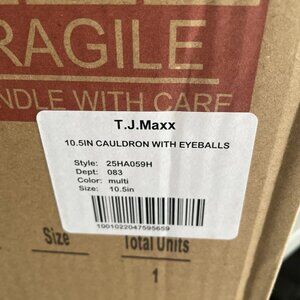 RAGILE
NDLE WITH CARE
T.J.Maxx
10.5IN CAULDRON WITH EYEBALLS
Style: 25HA059H
Dept: 083
Color: multi
Size: 10.5in
1001022047595659
Size Total Units
1